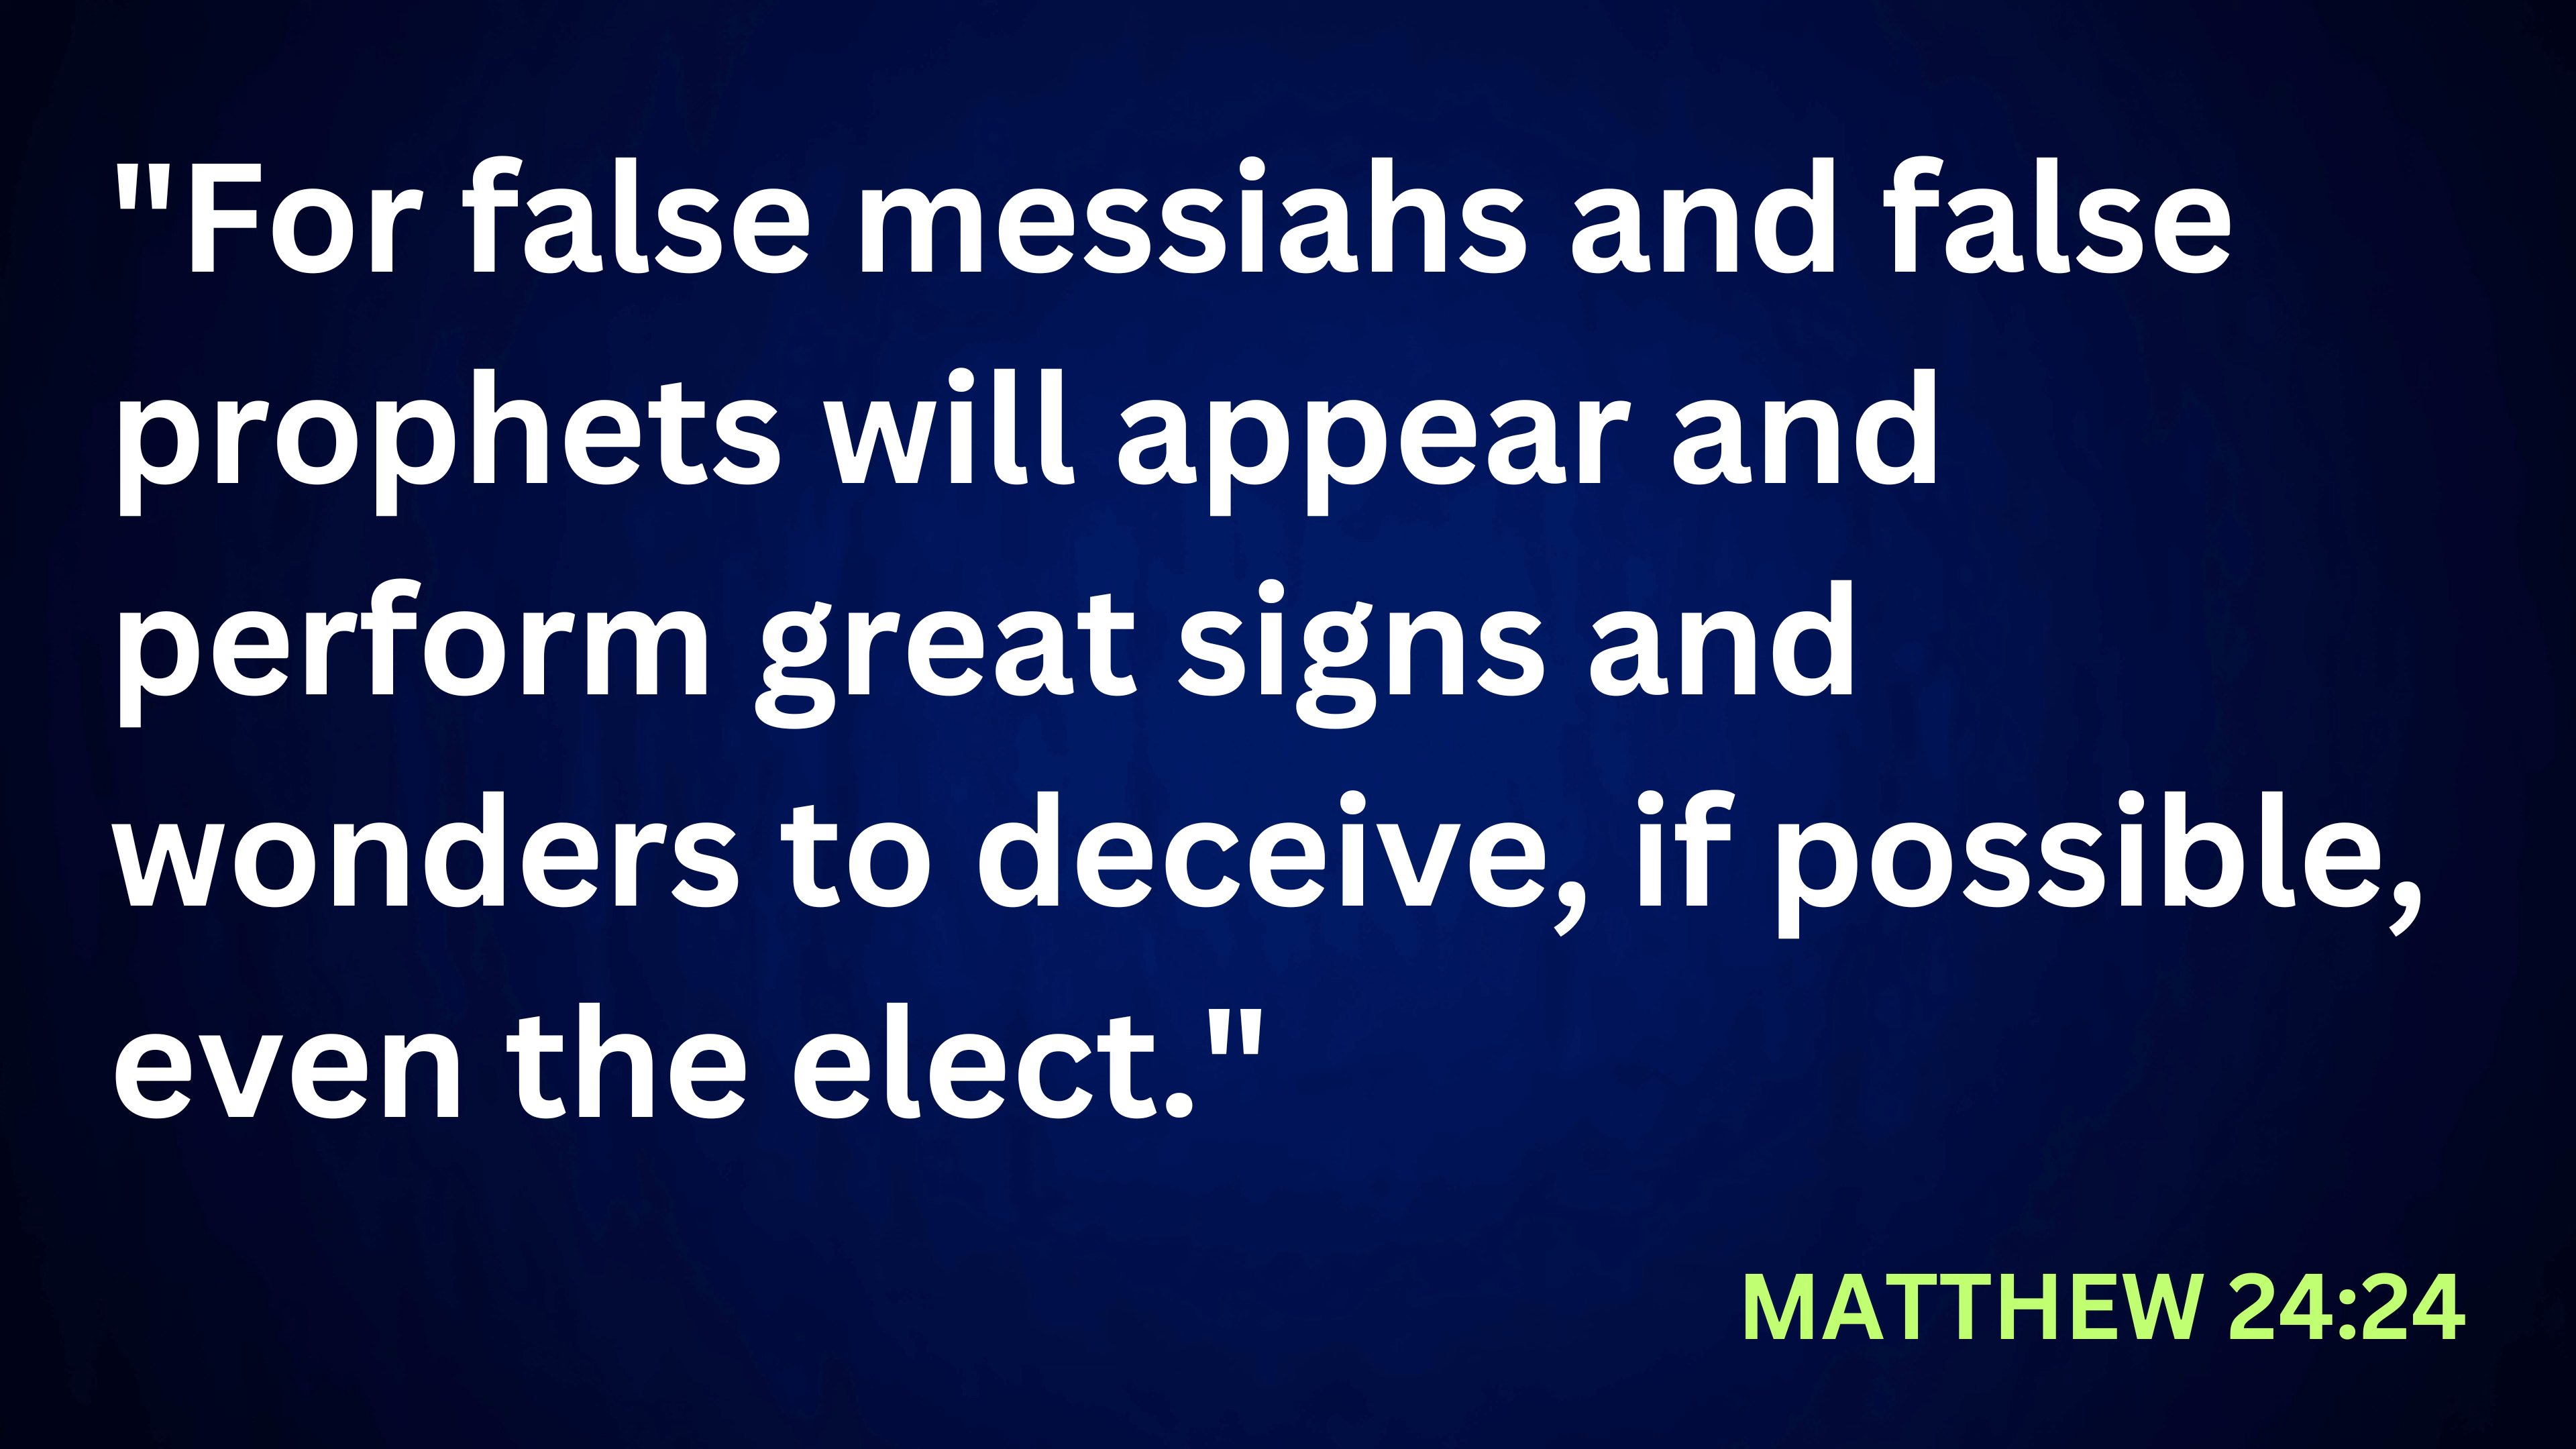 "For false messiahs and false
prophets will appear and
perform great signs and
wonders to deceive, if possible,
even the elect."
MATTHEW 24:24